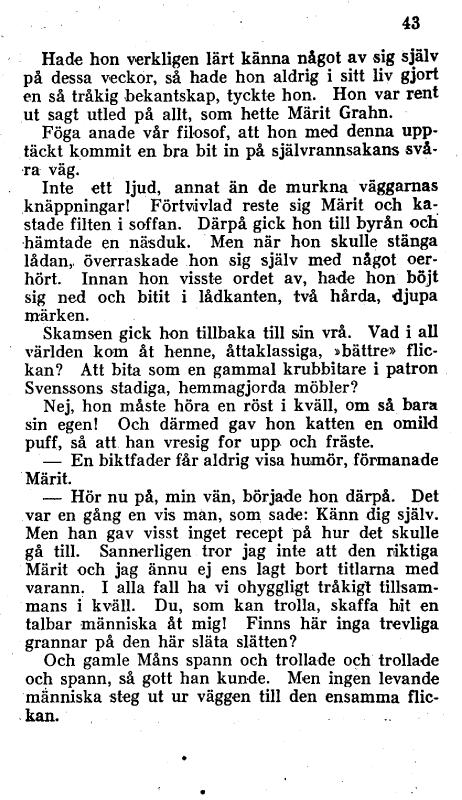 43
Hade hon verkligen lärt känna något av sig själv
på dessa veckor, så hade hon aldrig i sitt liv gjort
en så tråkig bekantskap, tyckte hon. Hon var rent
ut sagt utled på allt, som hette Märit Grahn.
Föga anade vår filosof, att hon med denna upp-
täckt kommit en bra bit in på självrannsakans svå-
ra väg.
Inte ett ljud, annat än de murkna väggarnas
knäppningar! Förtvivlad reste sig Märit och ka-
stade filten i soffan. Därpå gick hon till byrån och
hämtade en näsduk. Men när hon skulle stänga
lådan, överraskade hon sig själv med något oer-
hört. Innan hon visste ordet av, hade hon böjt
sig ned och bitit i lådkanten, två hårda, djupa
märken.
Skamsen gick hon tillbaka till sin vrå. Vad i all
världen kom åt henne, åttaklassiga, »bättre» flic-
kan? Att bita som en gammal krubbitare i patron
Svenssons stadiga, hemmagjorda möbler?
Nej, hon måste höra en röst i kväll, om så bara
sin egen! Och därmed gav hon katten en omild
puff, så att han vresig for upp och fräste.
— En biktfader får aldrig visa humör, förmanade
Märit.
— Hör nu på, min vän, började hon därpå. Det
var en gång en vis man, som sade: Känn dig själv.
Men han gav visst inget recept på hur det skulle
gå till. Sannerligen tror jag inte att den riktiga
Märit och jag ännu ej ens lagt bort titlarna med
varann. I alla fall ha vi ohyggligt tråkigt tillsam-
mans i kväll. Du, som kan trolla, skaffa hit en
talbar människa åt mig! Finns här inga trevliga
grannar på den här släta slätten?
Och gamle Måns spann och trollade och trollade
och spann, så gott han kunde. Men ingen levande
människa steg ut ur väggen till den ensamma flic-
kan.